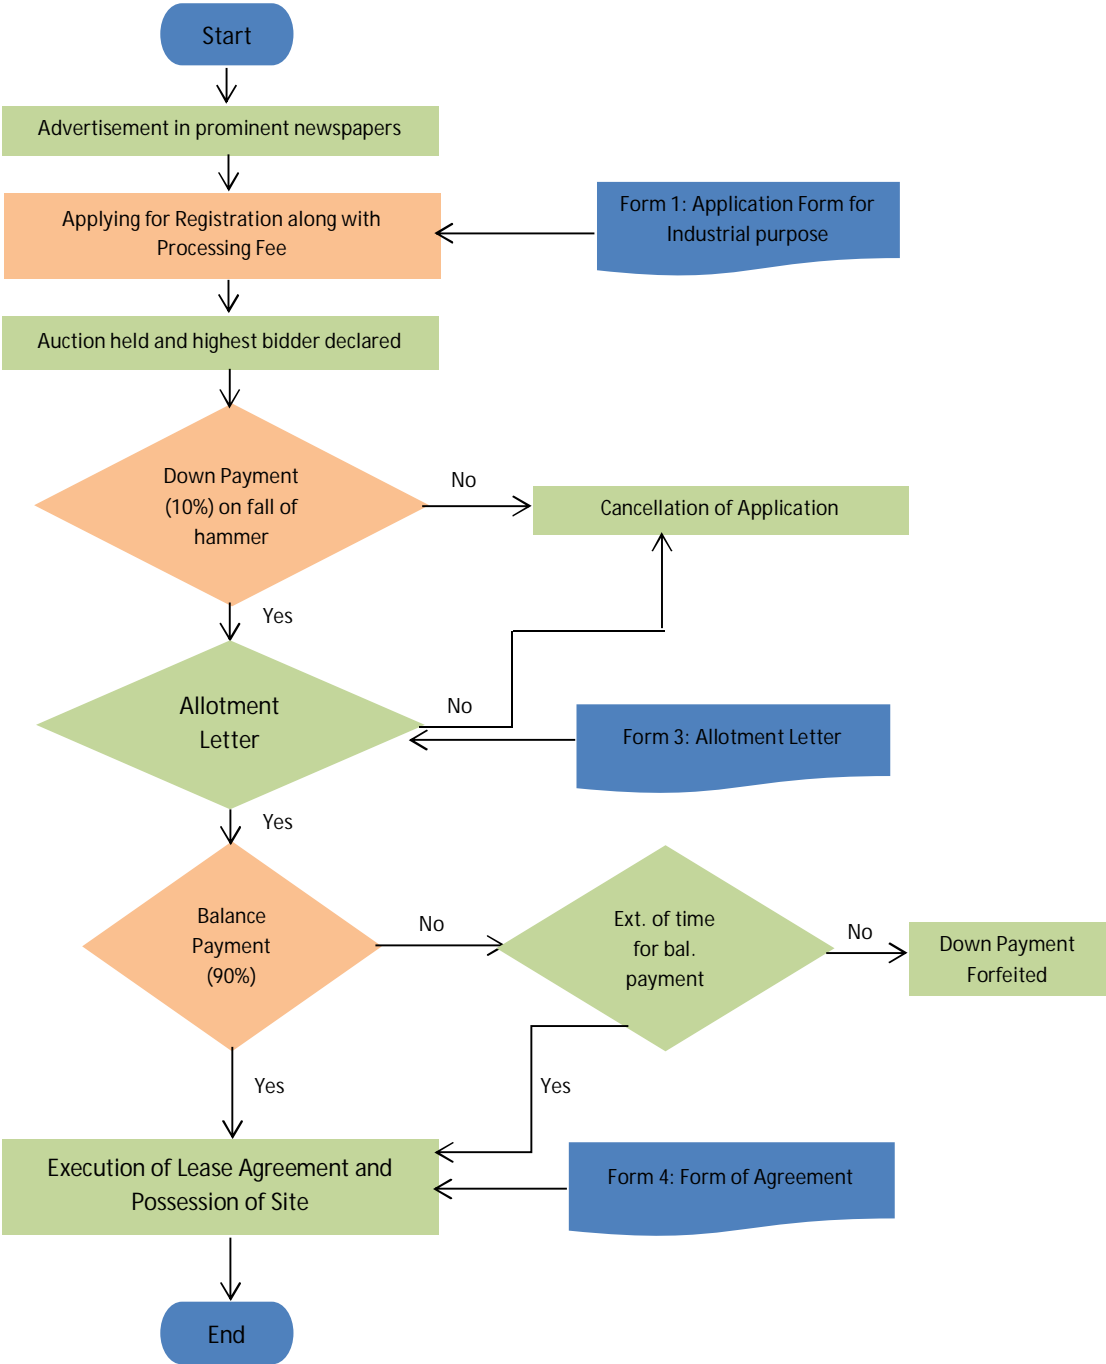 Start
Advertisement in prominent newspapers
Applying for Registration along with
Processing Fee
Form 1: Application Form for
Industrial purpose
Auction held and highest bidder declared
Down Payment
(10%) on fall of
hammer
No
Cancellation of Application
Yes
Allotment
Letter
No
Form 3: Allotment Letter
Yes
Balance
Payment
(90%)
No
Ext. of time
for bal.
payment
No
Down Payment
Forfeited
Yes
Yes
Execution of Lease Agreement and
Possession of Site
Form 4: Form of Agreement
End